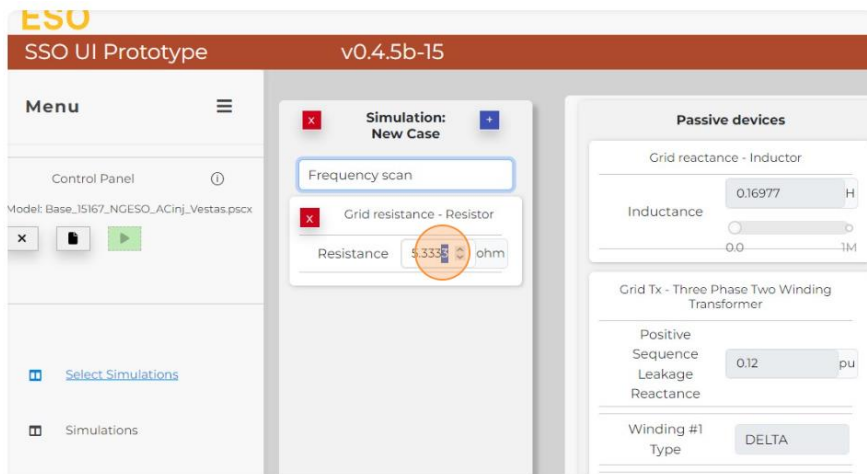 ESO
SSO UI Prototype
v0.4.5b-15
Menu
Control Panel
Model: Base_15167_NGESO_ACinj_Vestas.pscx
x
Select Simulations
Simulations
x
Simulation:
New Case
+
Frequency scan
x
Grid resistance - Resistor
Resistance
5.3333
ohm
Passive devices
Grid reactance - Inductor
Inductance
0.16977
H
0.0
1M
Grid Tx - Three Phase Two Winding
Transformer
Positive
Sequence
Leakage
Reactance
0.12
pu
Winding #1
Type
DELTA